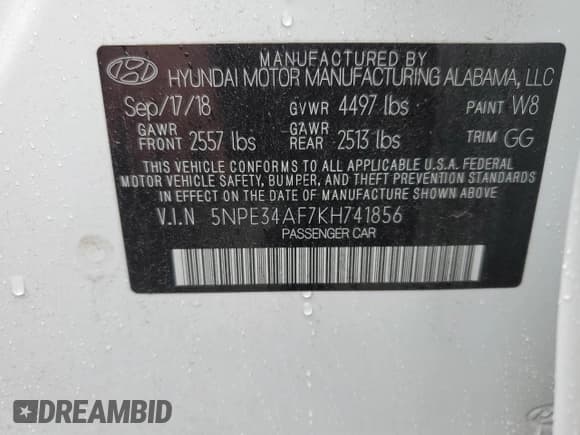 MANUFACTURED BY
HYUNDAI MOTOR MANUFACTURING ALABAMA, LLC
Sep/17/18 GVWR 4497 lbs PAINT W8
GAWR FRONT 2557 lbs GAWR REAR 2513 lbs TRIM GG
THIS VEHICLE CONFORMS TO ALL APPLICABLE U.S.A. FEDERAL
MOTOR VEHICLE SAFETY, BUMPER, AND THEFT PREVENTION STANDARDS
IN EFFECT ON THE DATE OF MANUFACTURE SHOWN ABOVE.
V.I.N 5NPE34AF7KH741856
PASSENGER CAR
DREAMBID